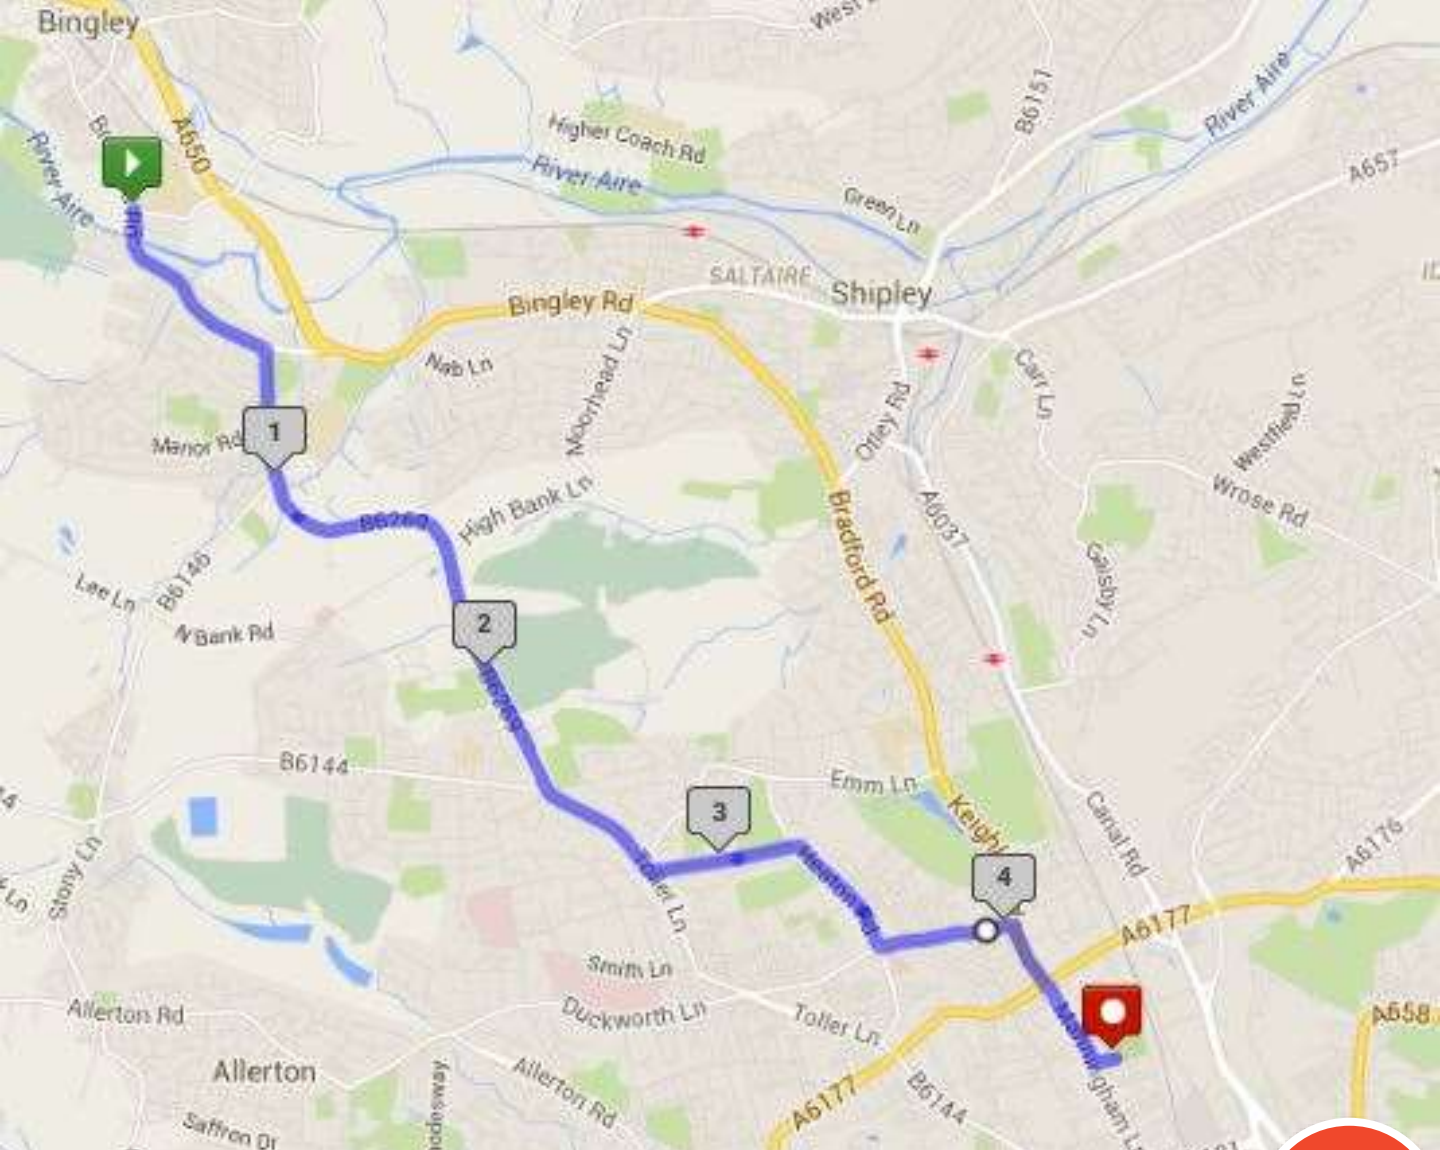 Bingley
A650
River Aire
Higher Coach Rd
River Aire
B6151
River Aire
A657
Green Ln
SALTAIRE
Shipley
Bingley Rd
Nab Ln
Moorhead Ln
Otley Rd
Carr Ln
Westfield Ln
Wrose Rd
Manor Rd
1
B6269
High Bank Ln
Bradford Rd
A6037
Gaisby Ln
B6146
Lee Ln
N Bank Rd
2
B6269
B6144
Emm Ln
3
Canal Rd
A6176
Stony Ln
Toller Ln
4
A6177
Smith Ln
Duckworth Ln
Toller Ln
Allerton Rd
Allerton
Allerton Rd
A6177
B6144
A658